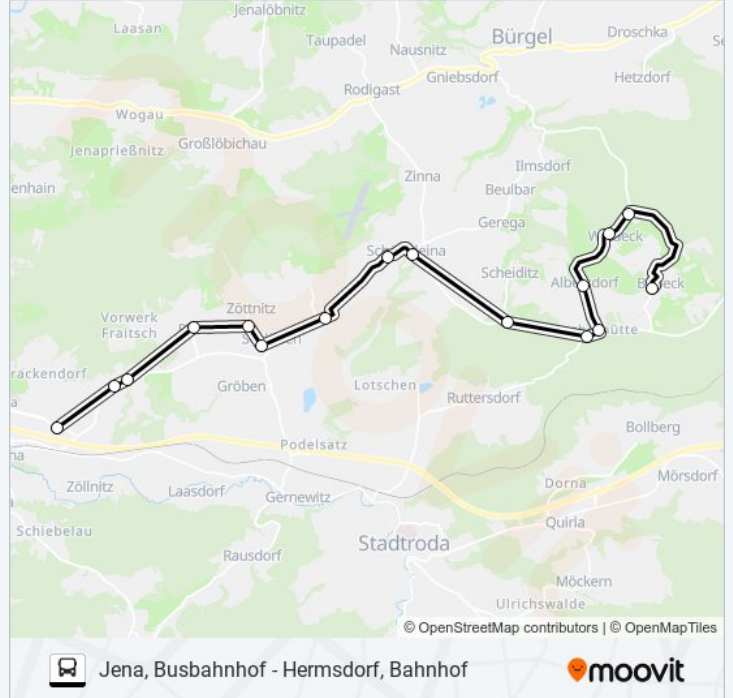 Jenalöbnitz
Laasan
Taupadel
Bürgel
Droschka
Nausnitz
Gniebsdorf
Hetzdorf
Rodigast
Wogau
Großlöbichau
Jenaprießnitz
Ilmsdorf
enhain
Zinna
Beulbar
Gerega
Scheiditz
Zöttnitz
Vorwerk
Fraitsch
rackendorf
Gröben
Lotschen
Ruttersdorf
Bollberg
Podelsatz
Mörsdorf
Zöllnitz
Laasdorf
Gernewitz
Dorna
Quirla
Schiebelau
Stadtroda
Rausdorf
Möckern
Ulrichswalde
© OpenStreetMap contributors | © OpenMapTiles
Jena, Busbahnhof - Hermsdorf, Bahnhof
moovit